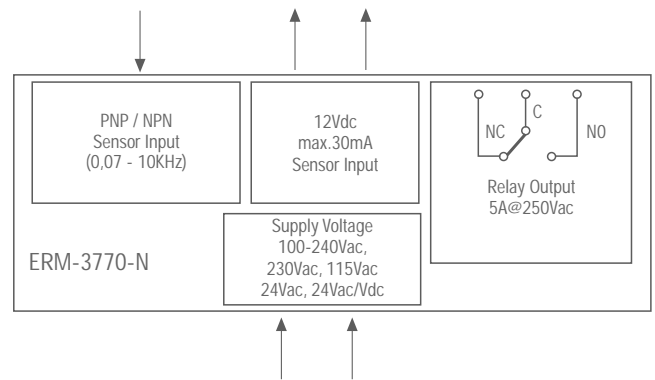 PNP / NPN
Sensor Input
(0,07 - 10KHz)
12Vdc
max.30mA
Sensor Input
C
NC
NO
Relay Output
5A@250Vac
Supply Voltage
100-240Vac,
230Vac, 115Vac
24Vac, 24Vac/Vdc
ERM-3770-N